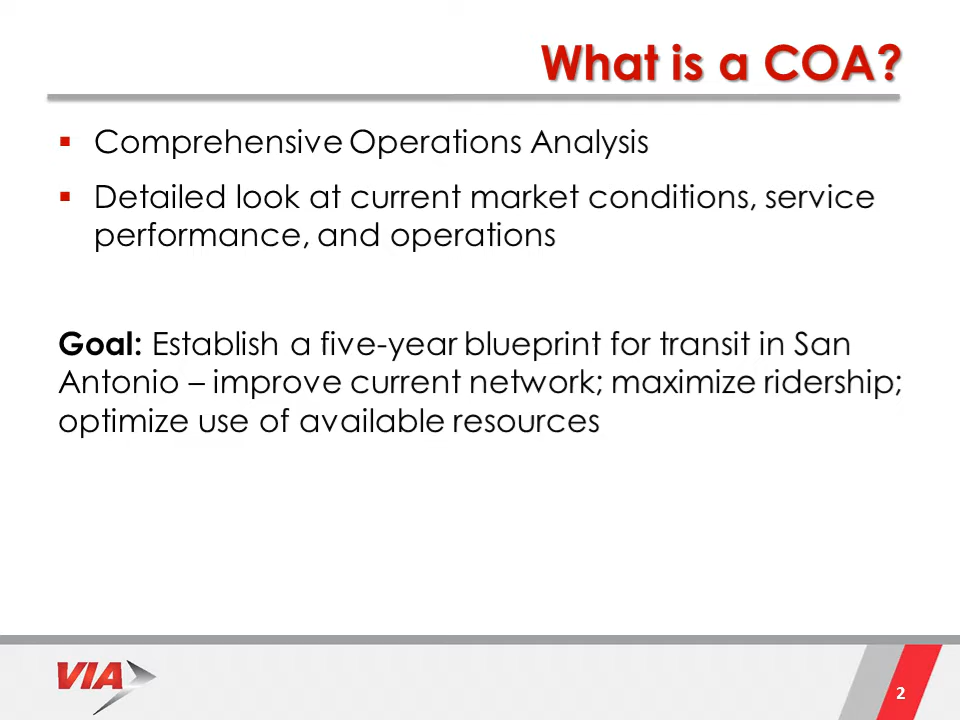 What is a COA?
▪ Comprehensive Operations Analysis
▪ Detailed look at current market conditions, service
performance, and operations
Goal: Establish a five-year blueprint for transit in San
Antonio – improve current network; maximize ridership;
optimize use of available resources
VIA
2